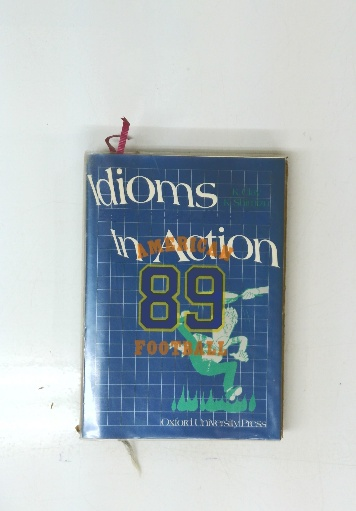 Idioms
In Action
AMERICAN
89
FOOTBALL
Oxford University Press